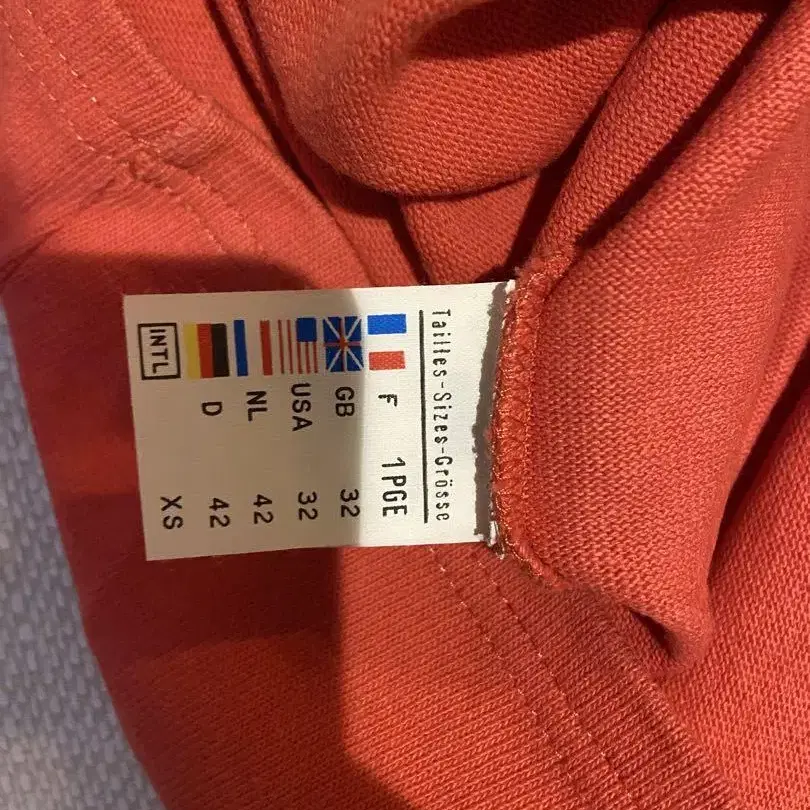 Tailles-Sizes-Grösse
F 1PGE
GB 32
USA 32
NL 42
D 42
INTL XS